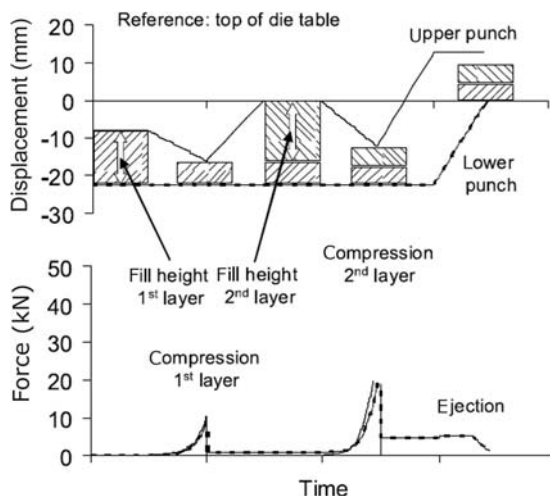 Reference: top of die table
Upper punch
Displacement (mm)
20
10
0
-10
-20
-30
Lower
punch
Compression
2nd layer
Fill height
1st layer
Fill height
2nd layer
Force (kN)
50
40
30
20
10
0
Compression
1st layer
Ejection
Time